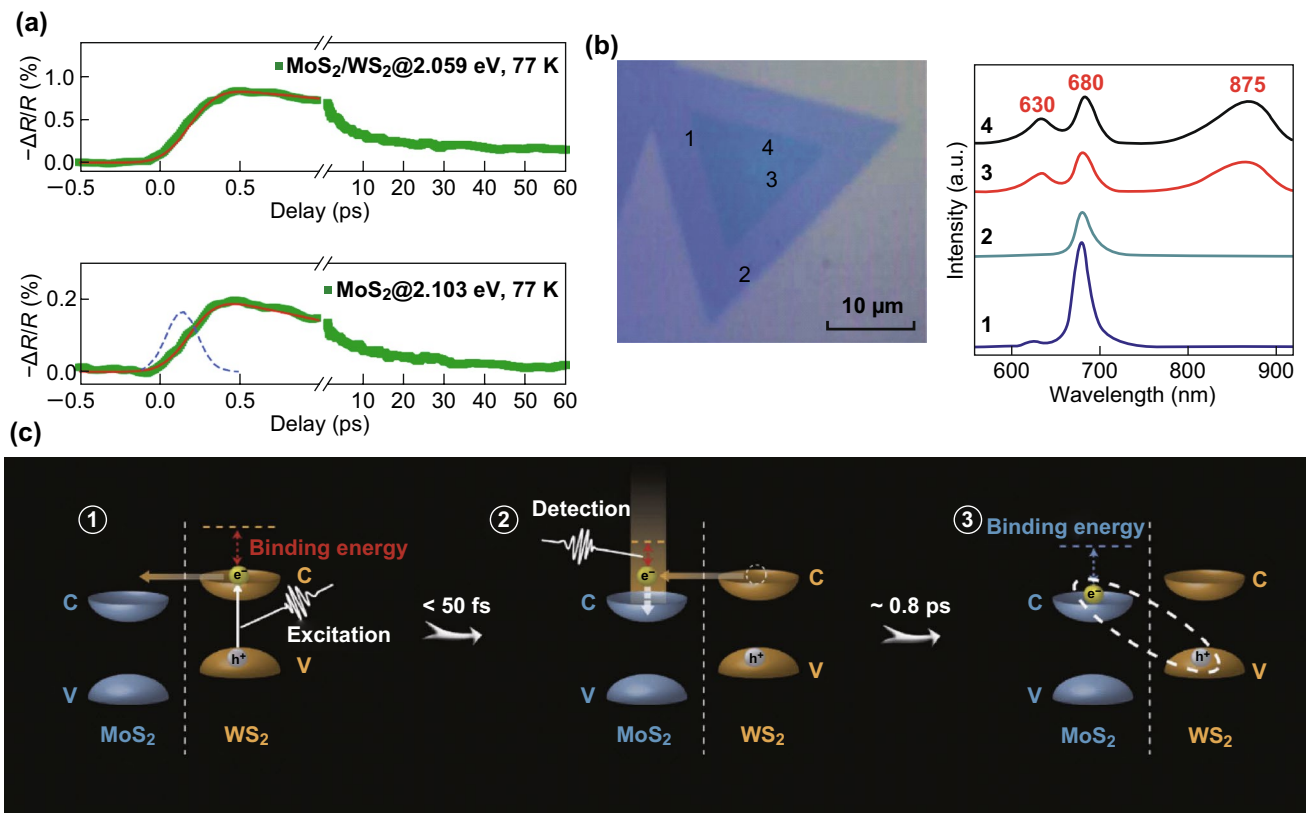 (a)
MoS2/WS2@2.059 eV, 77 K
−ΔR/R (%)
1.0
0.0
−0.5 0.0 0.5 10 20 30 40 50 60
Delay (ps)
MoS2@2.103 eV, 77 K
−ΔR/R (%)
0.2
0.0
−0.5 0.0 0.5 10 20 30 40 50 60
Delay (ps)
(b)
1
4
3
2
10 µm
Intensity (a.u.)
630 680 875
4
3
2
1
600 700 800 900
Wavelength (nm)
(c)
1
Binding energy
e−
C
C
Excitation
h+
V
V
MoS2 WS2
< 50 fs
2
Detection
e−
C
C
h+
V
V
MoS2 WS2
~ 0.8 ps
3
Binding energy
e−
C
C
h+
V
V
MoS2 WS2